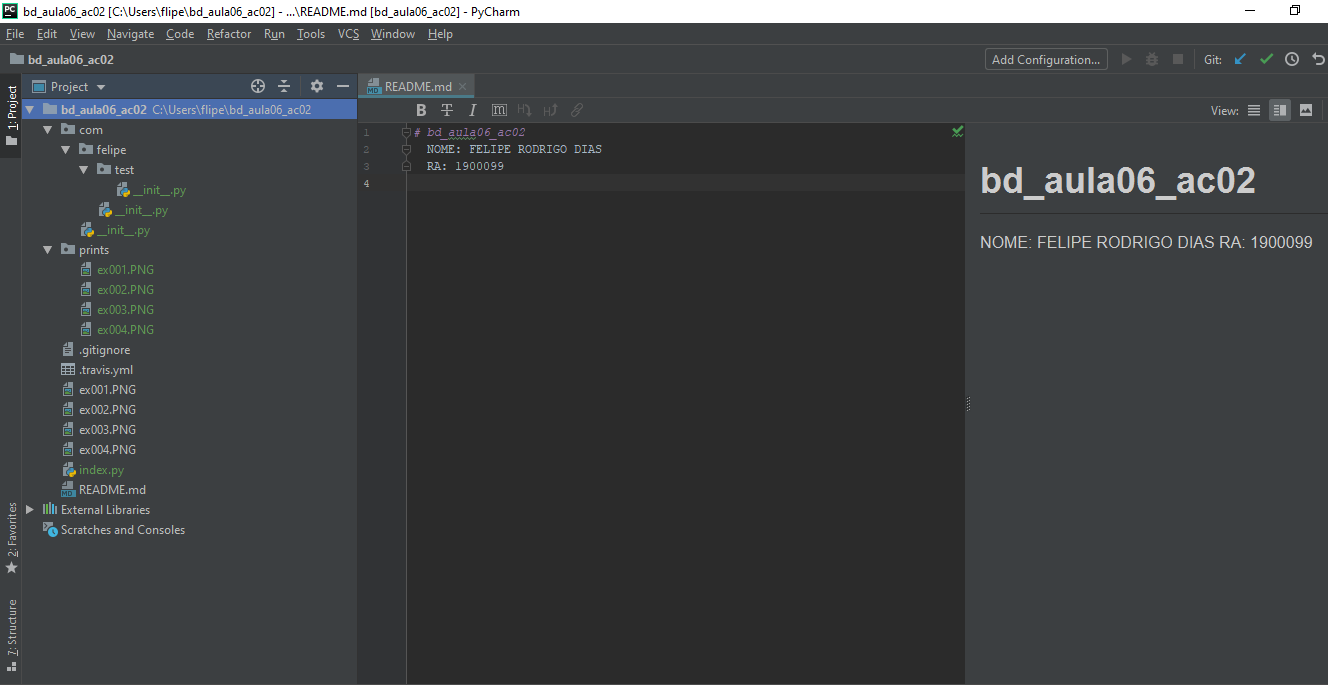 PC bd_aula06_ac02 [C:\Users\flipe\bd_aula06_ac02] - ...\README.md [bd_aula06_ac02] - PyCharm
File Edit View Navigate Code Refactor Run Tools VCS Window Help
bd_aula06_ac02 Add Configuration... Git:
1: Project
Project
README.md
bd_aula06_ac02 C:\Users\flipe\bd_aula06_ac02
com
felipe
test
__init__.py
__init__.py
__init__.py
prints
ex001.PNG
ex002.PNG
ex003.PNG
ex004.PNG
.gitignore
.travis.yml
ex001.PNG
ex002.PNG
ex003.PNG
ex004.PNG
index.py
README.md
External Libraries
Scratches and Consoles
2: Favorites
7: Structure
B T I m H H View:
1 # bd_aula06_ac02
2 NOME: FELIPE RODRIGO DIAS
3 RA: 1900099
4
bd_aula06_ac02
NOME: FELIPE RODRIGO DIAS RA: 1900099